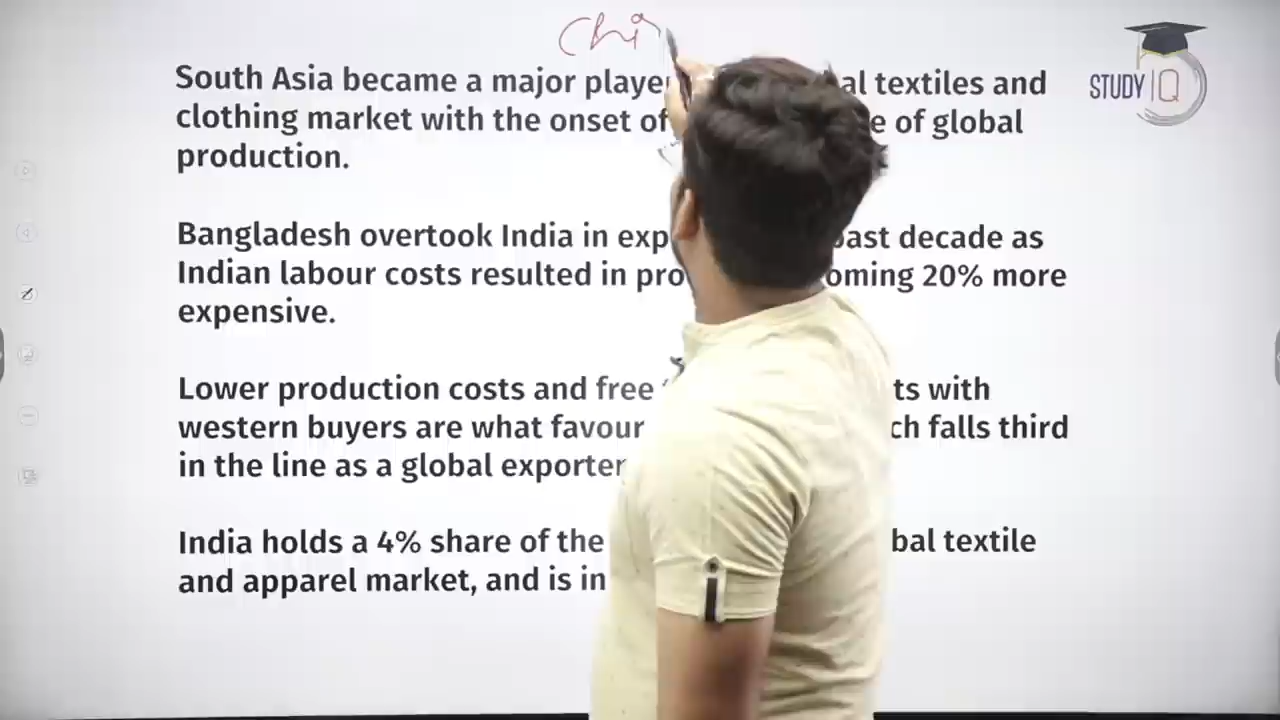 Chi
South Asia became a major player al textiles and
clothing market with the onset of e of global
production.
STUDY IQ
Bangladesh overtook India in exp past decade as
Indian labour costs resulted in pro oming 20% more
expensive.
Lower production costs and free ts with
western buyers are what favour ch falls third
in the line as a global exporter
India holds a 4% share of the bal textile
and apparel market, and is in